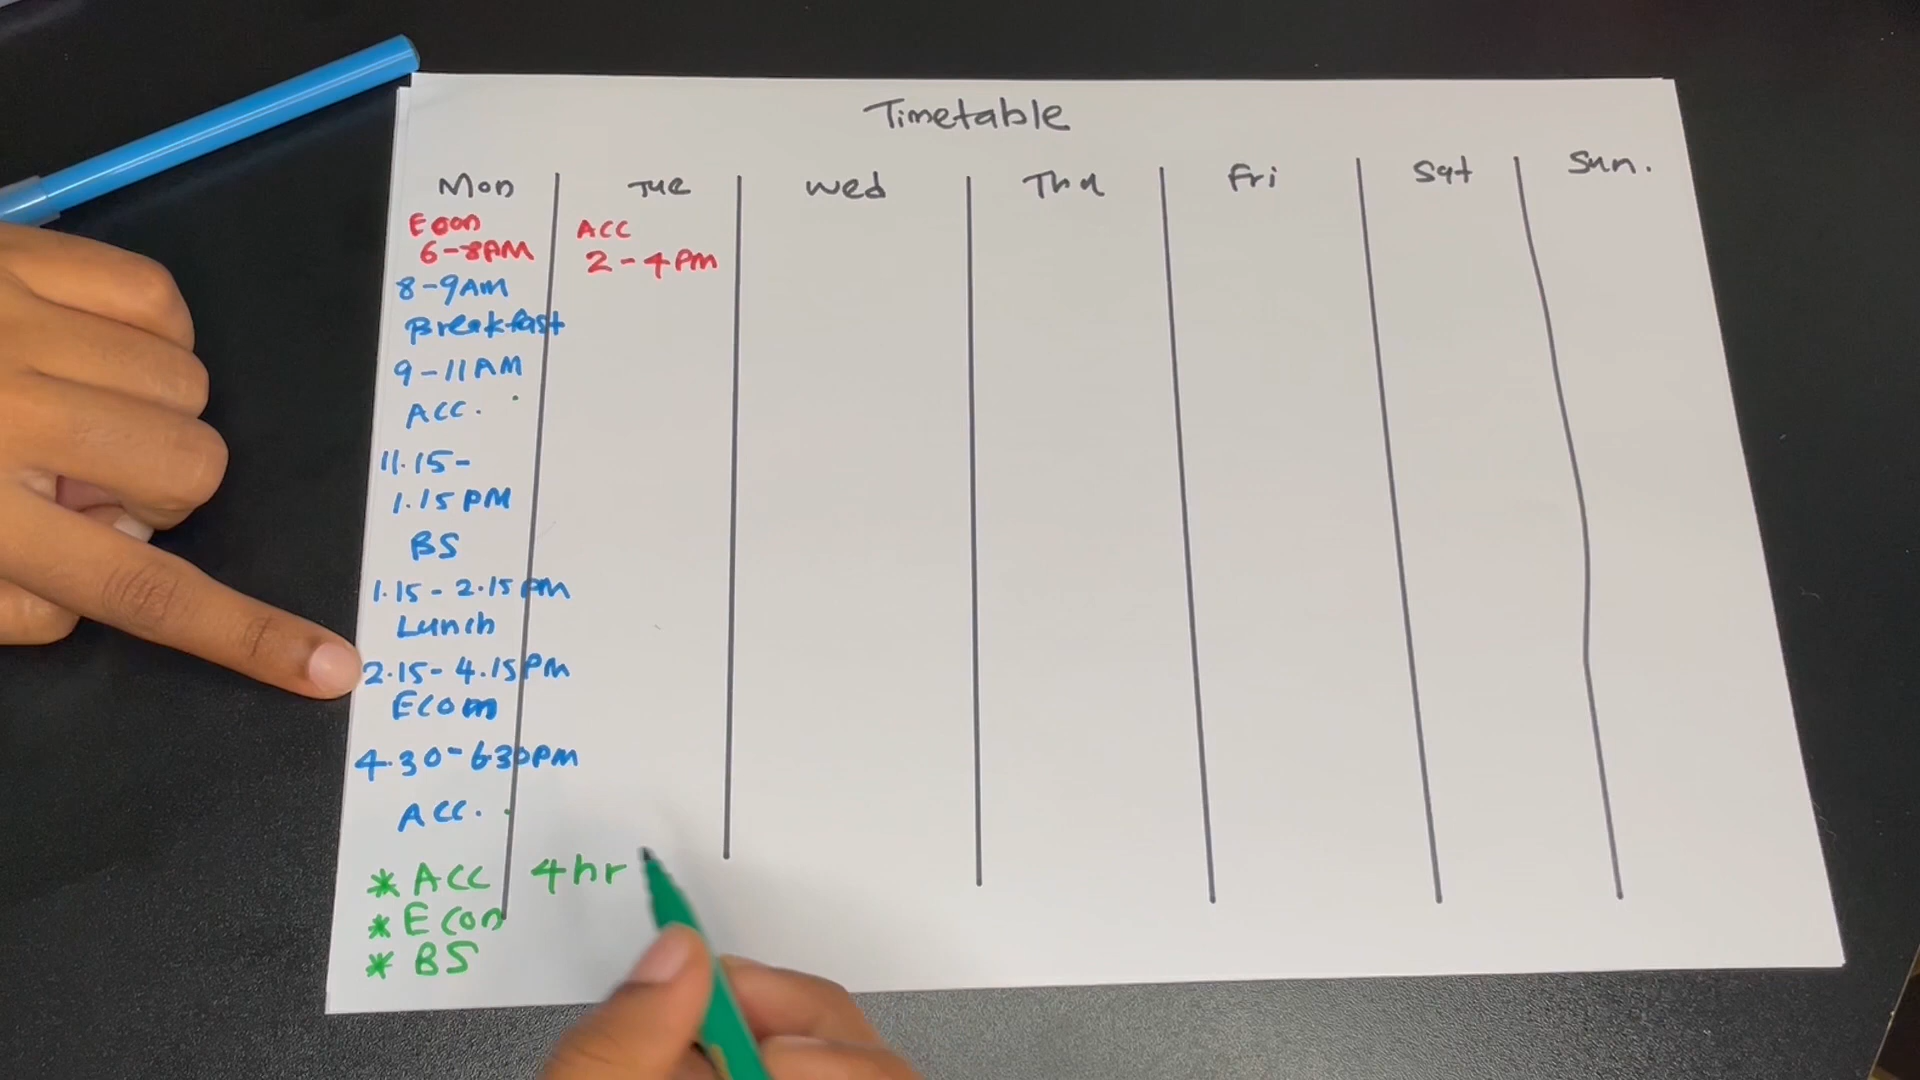 Timetable
Mon Tue Wed Thu Fri Sat Sun.
Econ
6-8AM
8-9AM
Breakfast
9-11AM
ACC.
11.15-
1.15PM
BS
1.15-2.15PM
Lunch
2.15-4.15PM
Econ
4.30-6.30PM
ACC.
ACC
2-4PM
* ACC 4hr
* Econ
* BS